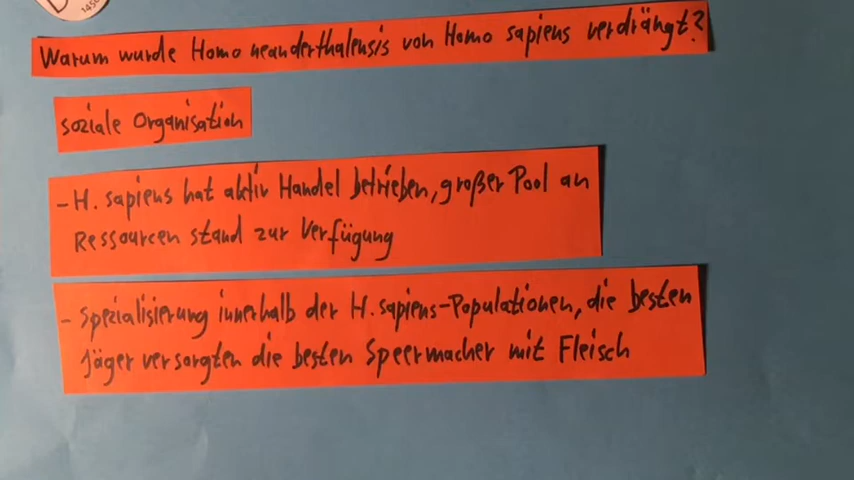 1450
Warum wurde Homo neanderthalensis von Homo sapiens verdrängt?
soziale Organisation
- H. sapiens hat aktiv Handel betrieben, großer Pool an
Ressourcen stand zur Verfügung
- Spezialisierung innerhalb der H. sapiens-Populationen, die besten
Jäger versorgten die besten Speermacher mit Fleisch